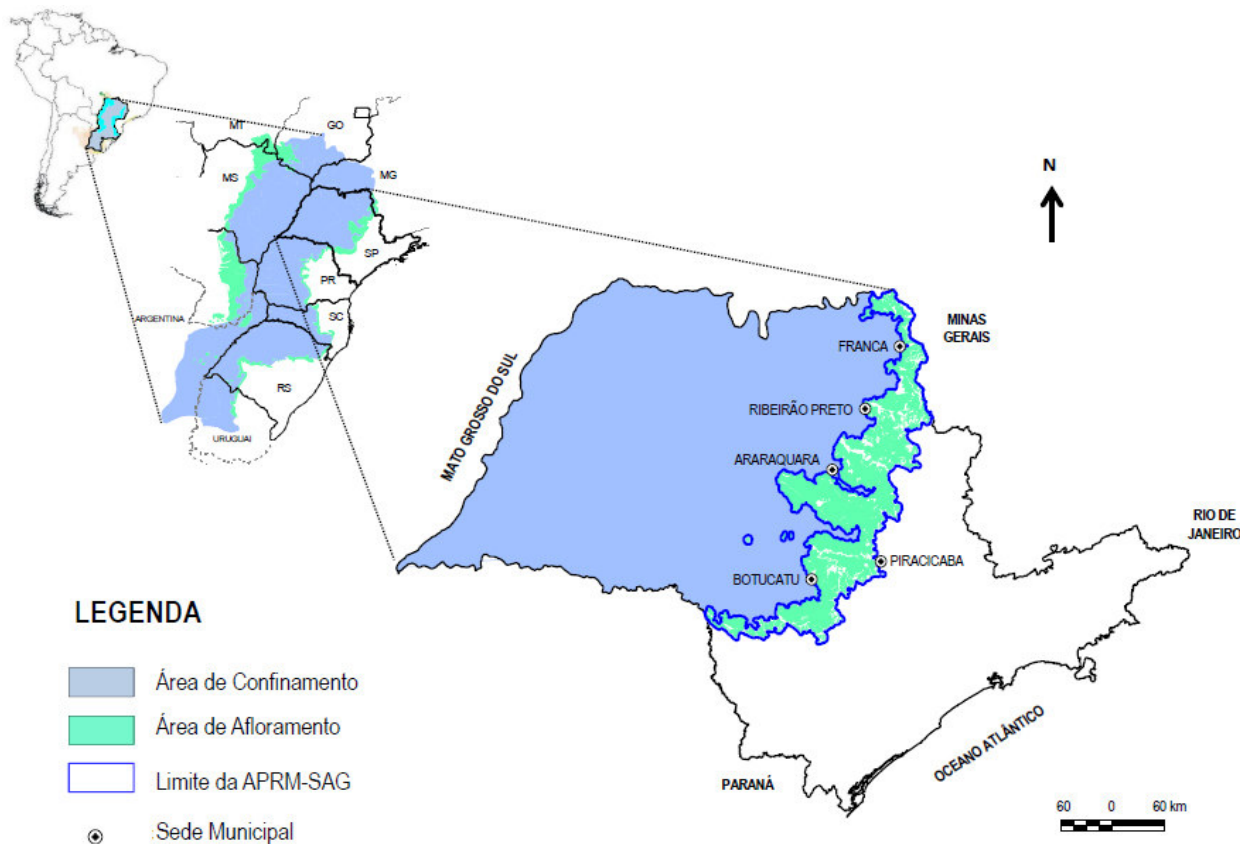 MT
GO
MS
MG
SP
PR
SC
ARGENTINA
RS
URUGUAI
N
MINAS
GERAIS
FRANCA
RIBEIRÃO PRETO
ARARAQUARA
MATO GROSSO DO SUL
RIO DE
JANEIRO
PIRACICABA
BOTUCATU
OCEANO ATLÂNTICO
PARANÁ
60 0 60 km
LEGENDA
Área de Confinamento
Área de Afloramento
Limite da APRM-SAG
Sede Municipal